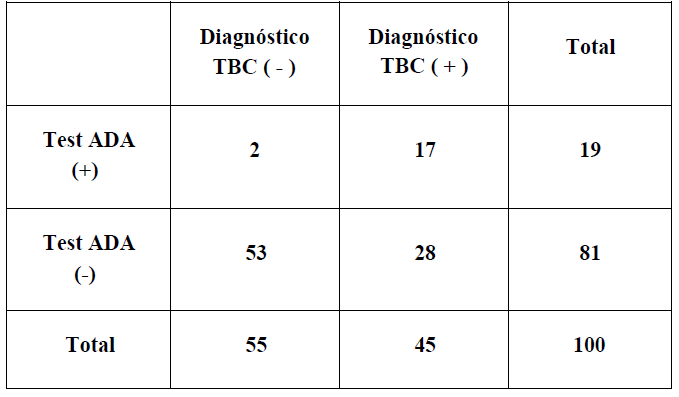 Diagnóstico
TBC ( - )
Diagnóstico
TBC ( + )
Total
Test ADA
(+)
2
17
19
Test ADA
(-)
53
28
81
Total
55
45
100